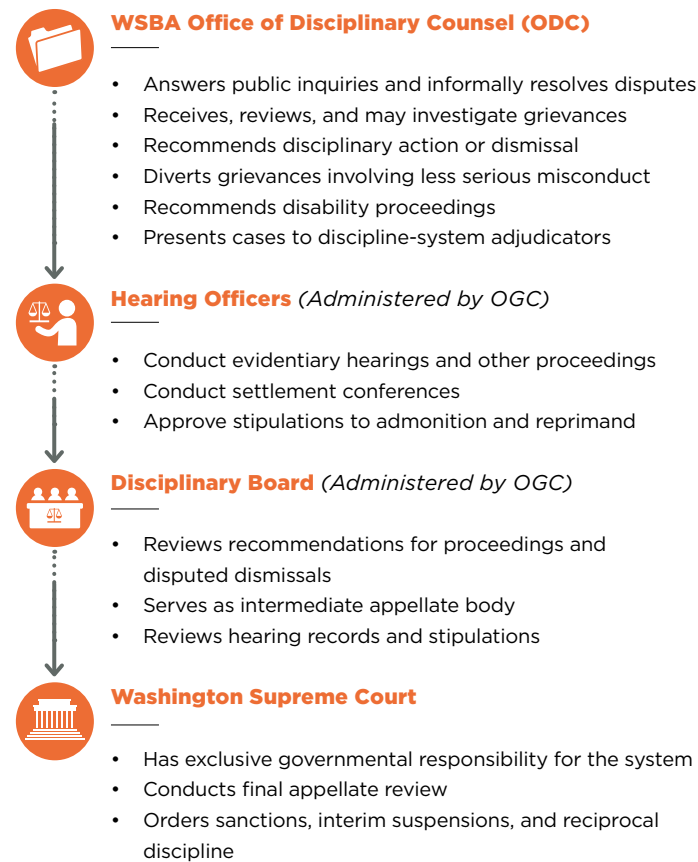 WSBA Office of Disciplinary Counsel (ODC)
• Answers public inquiries and informally resolves disputes
• Receives, reviews, and may investigate grievances
• Recommends disciplinary action or dismissal
• Diverts grievances involving less serious misconduct
• Recommends disability proceedings
• Presents cases to discipline-system adjudicators
Hearing Officers (Administered by OGC)
• Conduct evidentiary hearings and other proceedings
• Conduct settlement conferences
• Approve stipulations to admonition and reprimand
Disciplinary Board (Administered by OGC)
• Reviews recommendations for proceedings and
disputed dismissals
• Serves as intermediate appellate body
• Reviews hearing records and stipulations
Washington Supreme Court
• Has exclusive governmental responsibility for the system
• Conducts final appellate review
• Orders sanctions, interim suspensions, and reciprocal
discipline